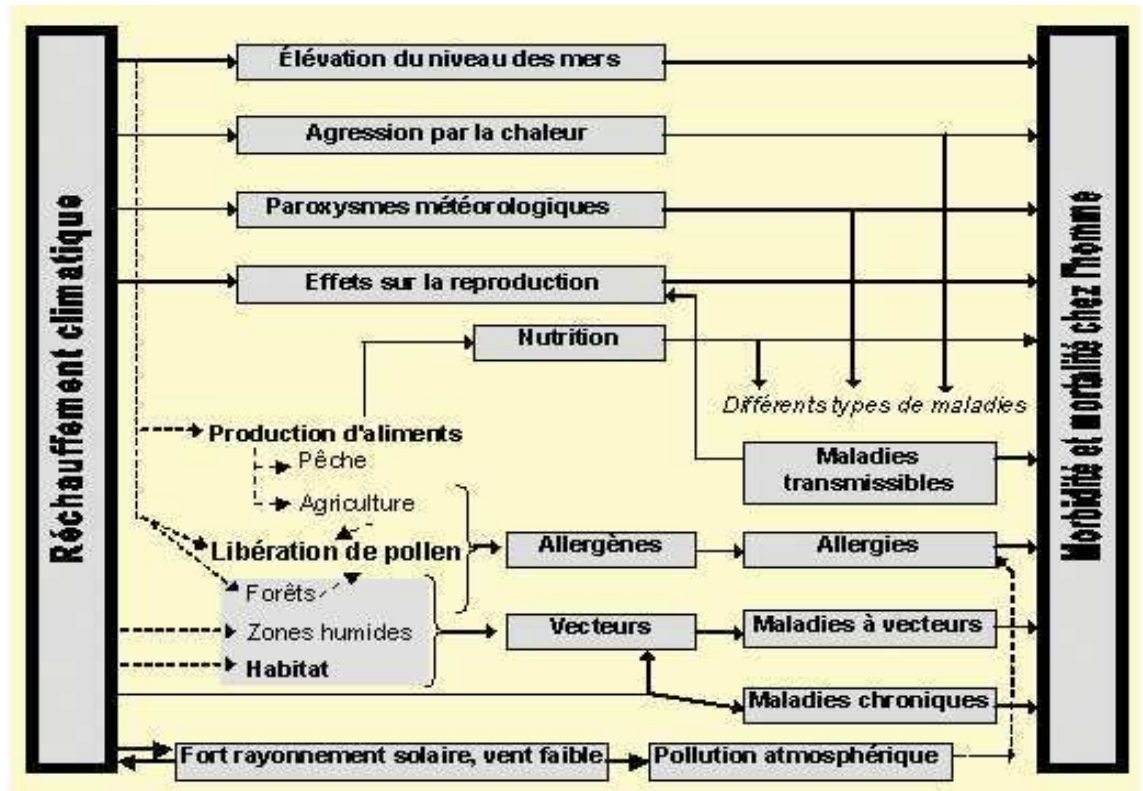 Réchauffement climatique
Élévation du niveau des mers
Agression par la chaleur
Paroxysmes météorologiques
Effets sur la reproduction
Nutrition
Différents types de maladies
Production d'aliments
Pêche
Agriculture
Maladies
transmissibles
Libération de pollen
Allergènes
Allergies
Forêts
Zones humides
Habitat
Vecteurs
Maladies à vecteurs
Maladies chroniques
Fort rayonnement solaire, vent faible
Pollution atmosphérique
Morbidité et mortalité chez l'homme